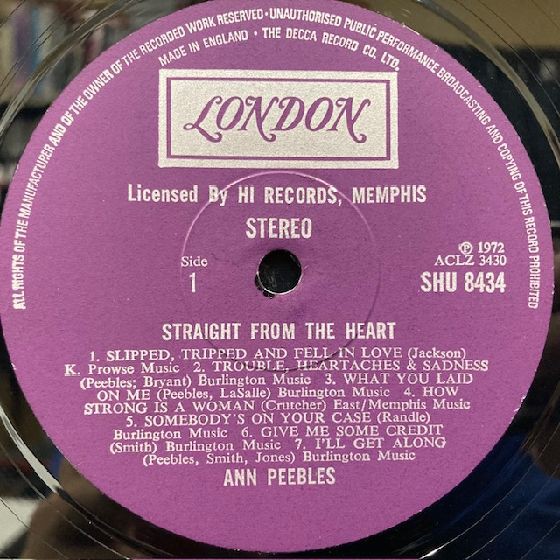 ALL RIGHTS OF THE MANUFACTURER AND OF THE OWNER OF THE RECORDED WORK RESERVED • UNAUTHORISED PUBLIC PERFORMANCE BROADCASTING AND COPYING OF THIS RECORD PROHIBITED
MADE IN ENGLAND • THE DECCA RECORD CO. LTD.
LONDON
Licensed By HI RECORDS, MEMPHIS
STEREO
Side
1
℗ 1972
ACLZ 3430
SHU 8434
STRAIGHT FROM THE HEART
1. SLIPPED, TRIPPED AND FELL IN LOVE (Jackson)
K. Prowse Music 2. TROUBLE, HEARTACHES & SADNESS
(Peebles; Bryant) Burlington Music 3. WHAT YOU LAID
ON ME (Peebles, LaSalle) Burlington Music 4. HOW
STRONG IS A WOMAN (Crutcher) East/Memphis Music
5. SOMEBODY'S ON YOUR CASE (Randle)
Burlington Music 6. GIVE ME SOME CREDIT
(Smith) Burlington Music 7. I'LL GET ALONG
(Peebles, Smith, Jones) Burlington Music
ANN PEEBLES